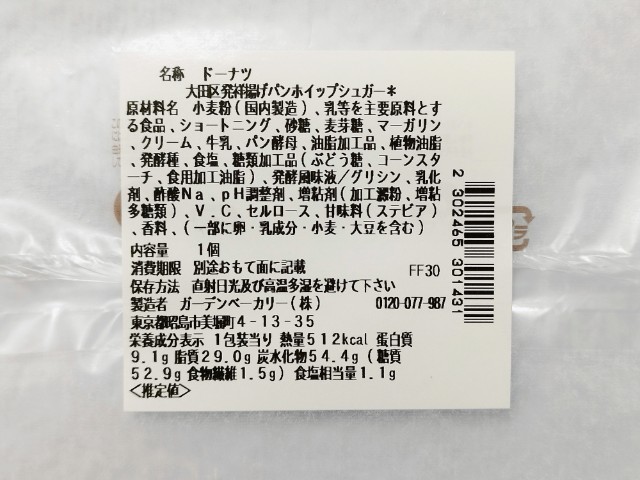 名称 ドーナツ
大田区発祥揚げパンホイップシュガー*
原材料名 小麦粉(国内製造)、乳等を主要原料とす
る食品、ショートニング、砂糖、麦芽糖、マーガリン
、クリーム、牛乳、パン酵母、油脂加工品、植物油脂
、発酵種、食塩、糖類加工品(ぶどう糖、コーンスタ
ーチ、食用加工油脂)、発酵風味液/グリシン、乳化
剤、酢酸Na、pH調整剤、増粘剤(加工澱粉、増粘
多糖類)、V.C、セルロース、甘味料(ステビア)
、香料、(一部に卵・乳成分・小麦・大豆を含む)
内容量 1個
消費期限 別途おもて面に記載 FF30
保存方法 直射日光及び高温多湿を避けて下さい
製造者 ガーデンベーカリー(株) 0120-077-987
東京都昭島市美堀町4-13-35
栄養成分表示 1包装当り 熱量512kcal 蛋白質
9.1g 脂質29.0g 炭水化物54.4g(糖質
52.9g 食物繊維1.5g) 食塩相当量1.1g
<推定値>
2 302465 301431